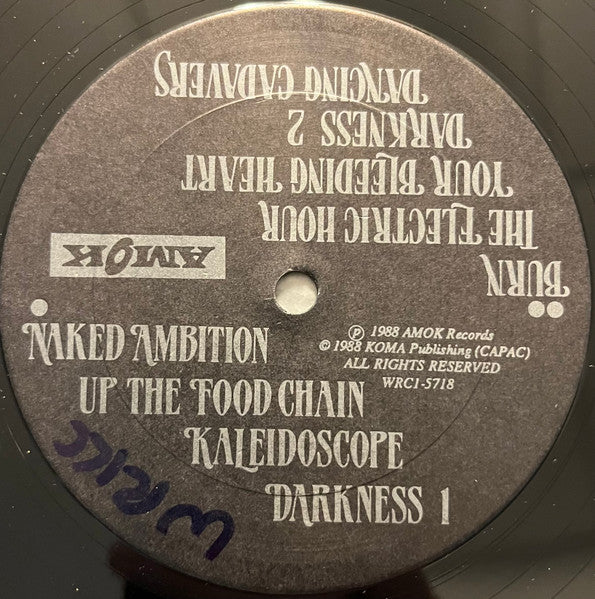 NAKED AMBITION
UP THE FOOD CHAIN
KALEIDOSCOPE
DARKNESS 1
℗ 1988 AMOK Records
© 1988 KOMA Publishing (CAPAC)
ALL RIGHTS RESERVED
WRC1-5718
AMOK
BURN
THE ELECTRIC HOUR
YOUR BLEEDING HEART
DARKNESS 2
DANCING CADAVERS